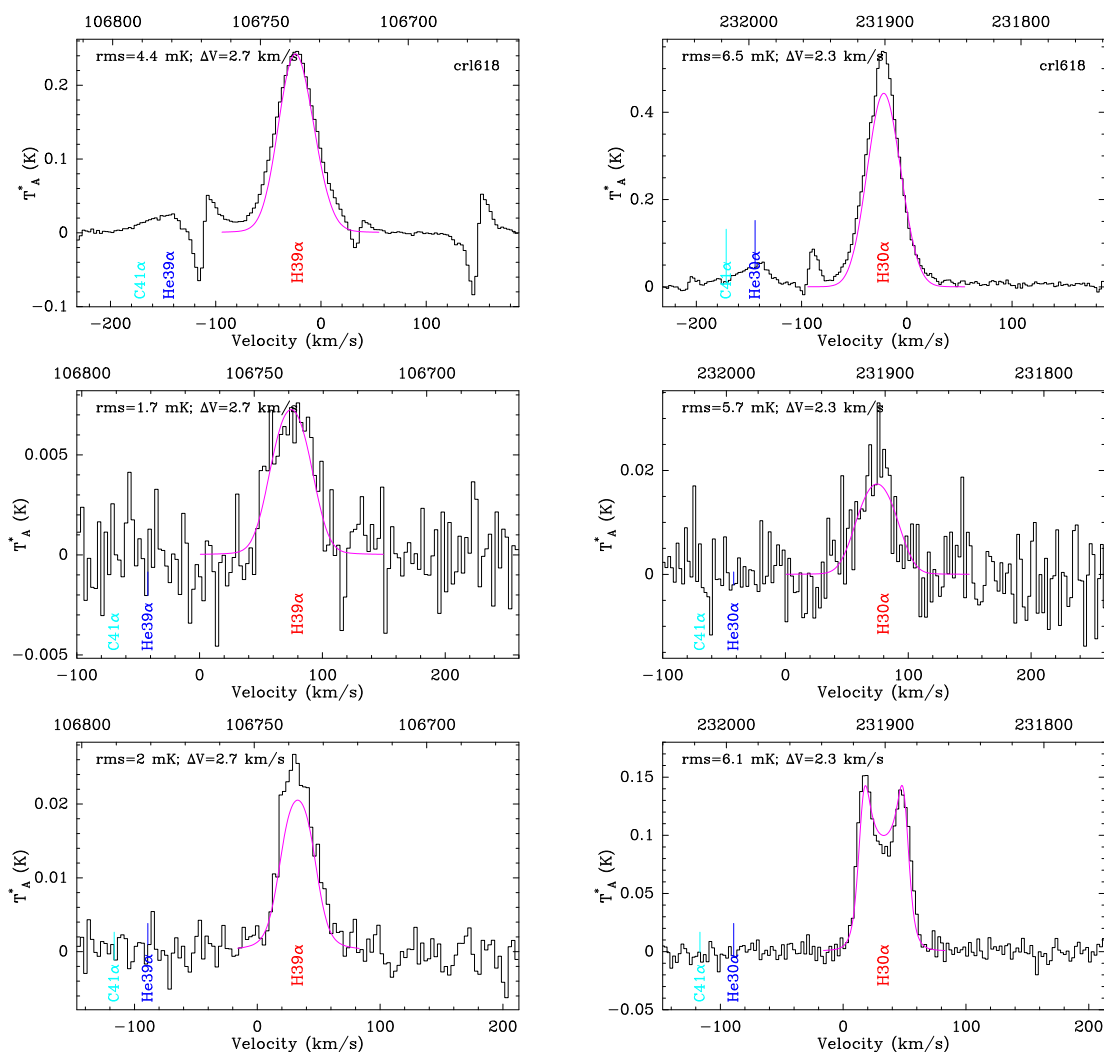 106800 106750 106700
rms=4.4 mK; ΔV=2.7 km/s
crl618
0.2
0.1
0
−0.1
T*A (K)
C41α
He39α
H39α
−200 −100 0 100
Velocity (km/s)
232000 231900 231800
rms=6.5 mK; ΔV=2.3 km/s
crl618
0.4
0.2
0
T*A (K)
C41α
He30α
H30α
−200 −100 0 100
Velocity (km/s)
106800 106750 106700
rms=1.7 mK; ΔV=2.7 km/s
0.005
0
−0.005
T*A (K)
C41α
He39α
H39α
−100 0 100 200
Velocity (km/s)
232000 231900 231800
rms=5.7 mK; ΔV=2.3 km/s
0.02
0
T*A (K)
C41α
He30α
H30α
−100 0 100 200
Velocity (km/s)
106800 106750 106700
rms=2 mK; ΔV=2.7 km/s
0.02
0.01
0
T*A (K)
C41α
He39α
H39α
−100 0 100 200
Velocity (km/s)
232000 231900 231800
rms=6.1 mK; ΔV=2.3 km/s
0.15
0.1
0.05
0
−0.05
T*A (K)
C41α
He30α
H30α
−100 0 100 200
Velocity (km/s)